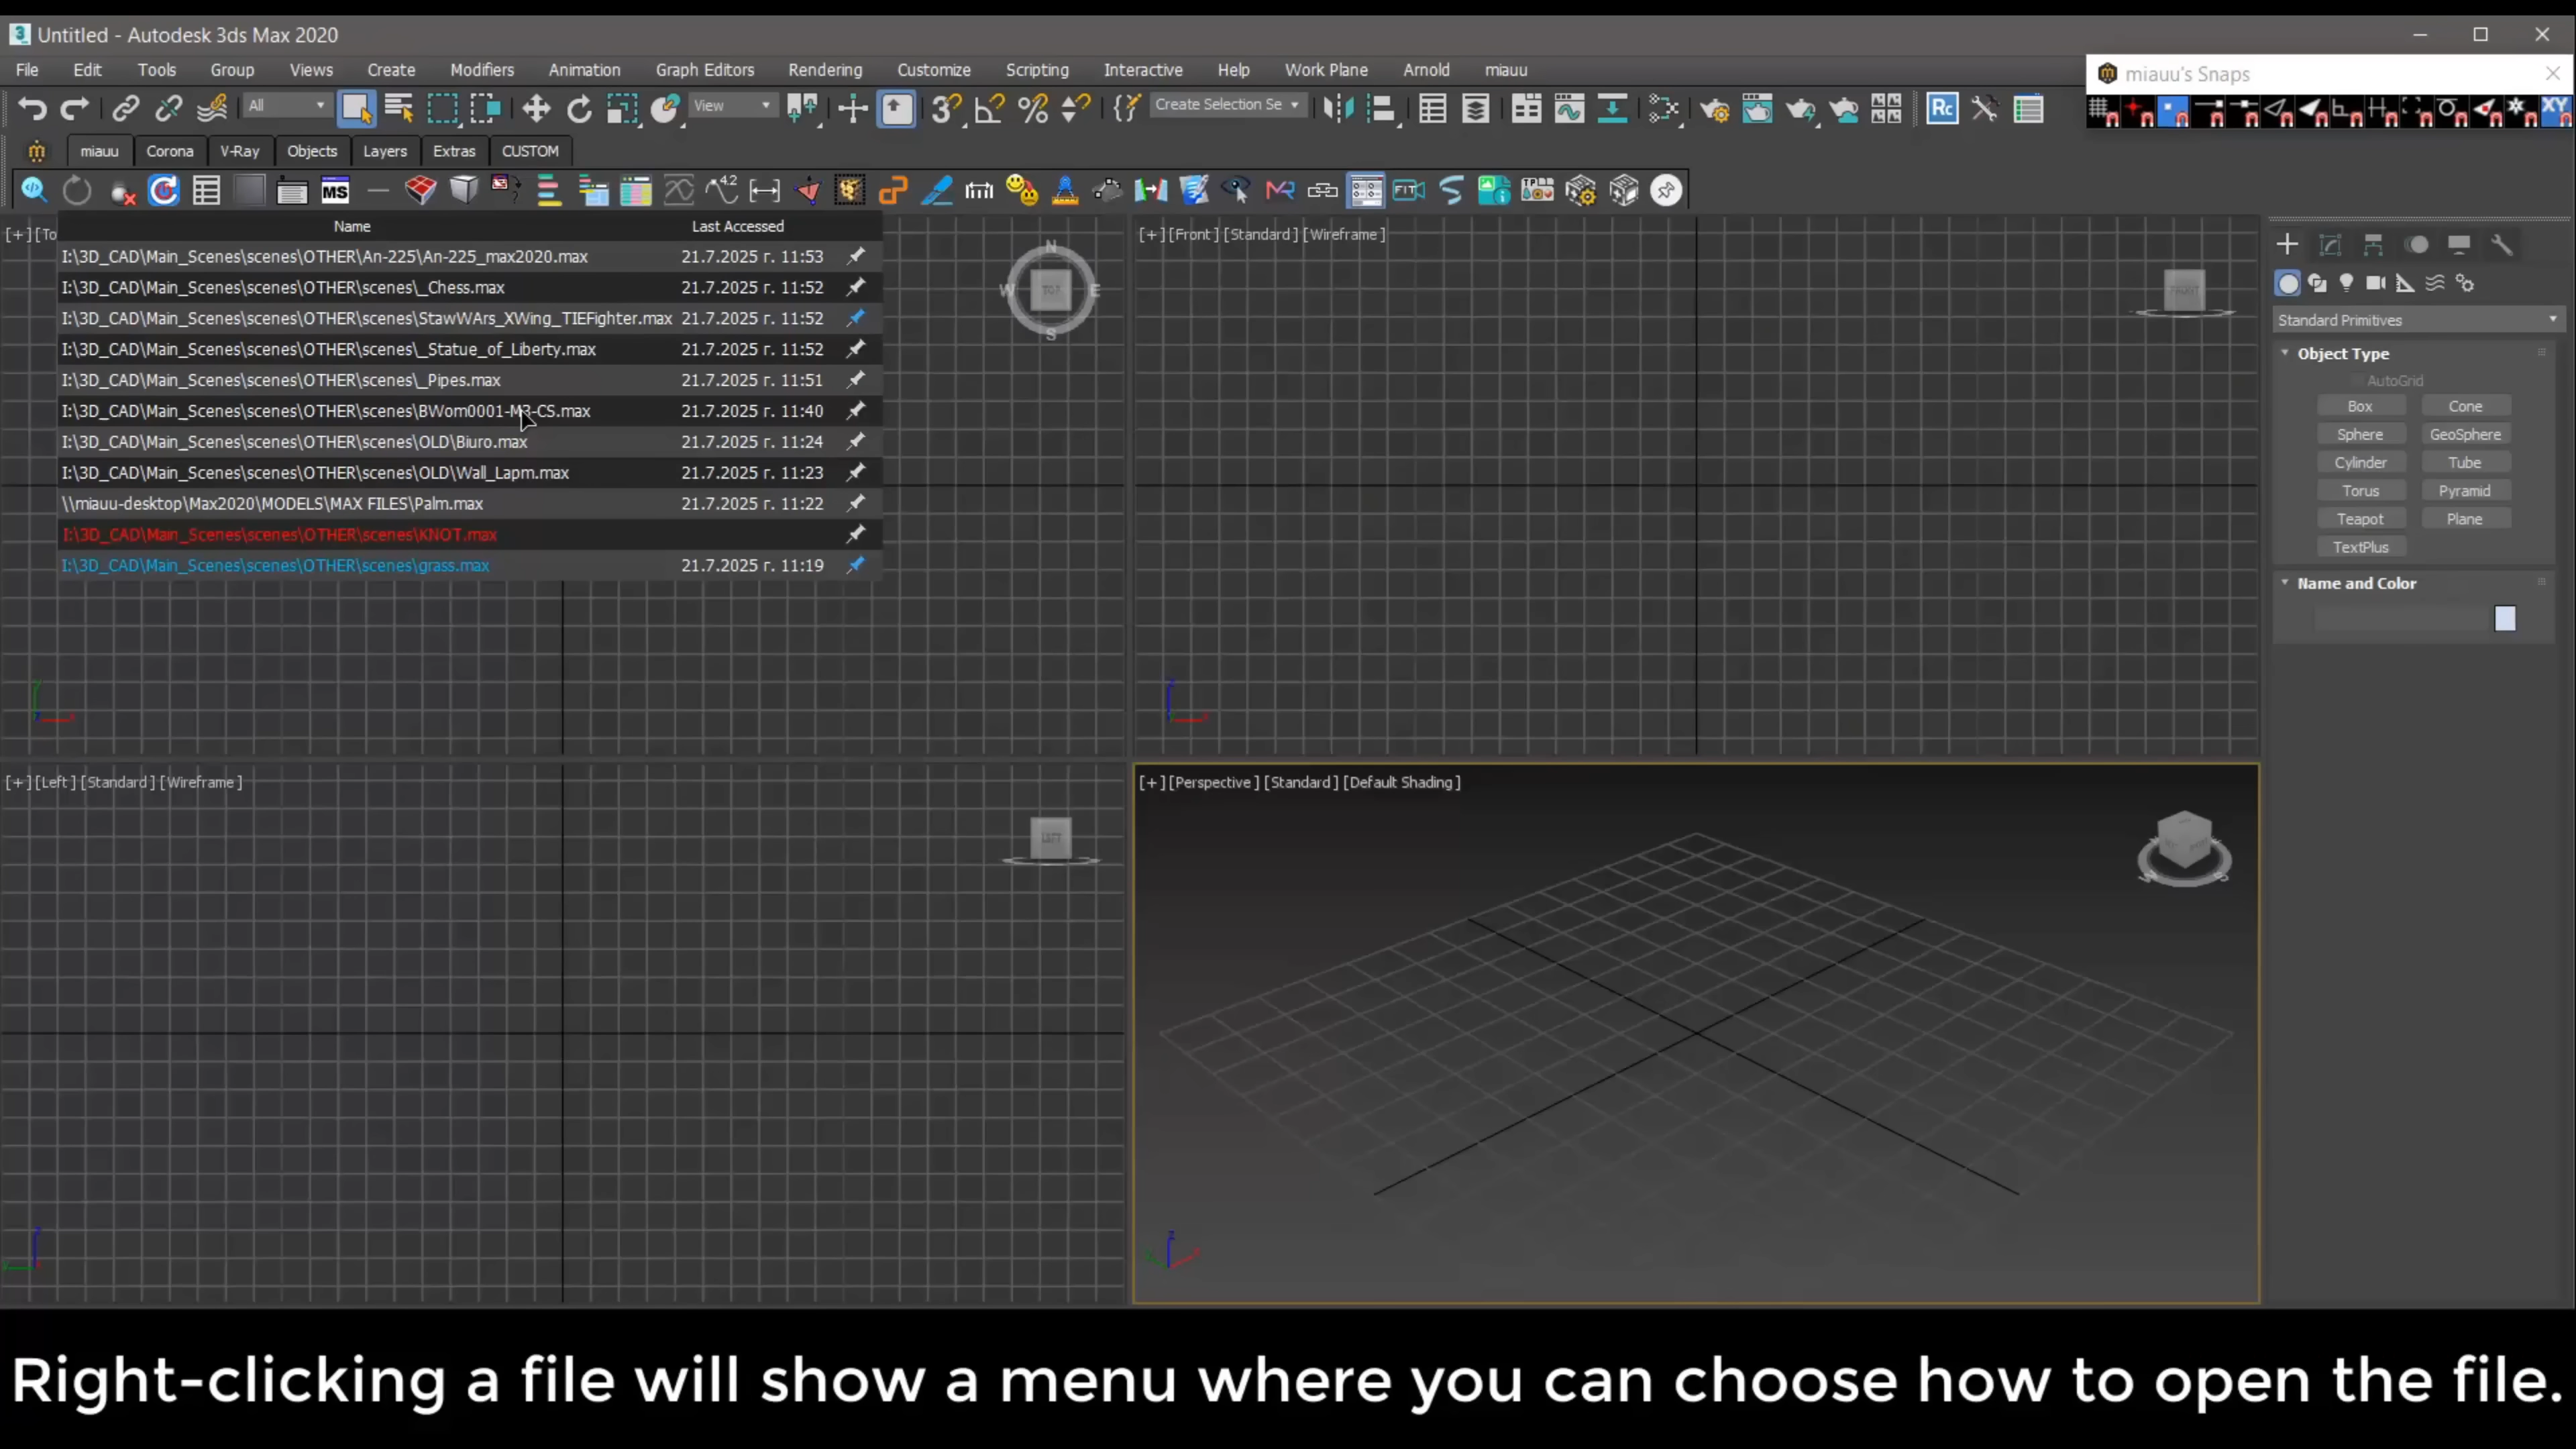 Untitled - Autodesk 3ds Max 2020
File Edit Tools Group Views Create Modifiers Animation Graph Editors Rendering Customize Scripting Interactive Help Work Plane Arnold miauu
miauu's Snaps
All View Create Selection Se Rc XY
miauu Corona V-Ray Objects Layers Extras CUSTOM
MS 4.2 FIT
Name Last Accessed
[+] [To
I:\3D_CAD\Main_Scenes\scenes\OTHER\An-225\An-225_max2020.max 21.7.2025 г. 11:53
I:\3D_CAD\Main_Scenes\scenes\OTHER\scenes\_Chess.max 21.7.2025 г. 11:52
I:\3D_CAD\Main_Scenes\scenes\OTHER\scenes\StawWArs_XWing_TIEFighter.max 21.7.2025 г. 11:52
I:\3D_CAD\Main_Scenes\scenes\OTHER\scenes\_Statue_of_Liberty.max 21.7.2025 г. 11:52
I:\3D_CAD\Main_Scenes\scenes\OTHER\scenes\_Pipes.max 21.7.2025 г. 11:51
I:\3D_CAD\Main_Scenes\scenes\OTHER\scenes\BWom0001-M3-CS.max 21.7.2025 г. 11:40
I:\3D_CAD\Main_Scenes\scenes\OTHER\scenes\OLD\Biuro.max 21.7.2025 г. 11:24
I:\3D_CAD\Main_Scenes\scenes\OTHER\scenes\OLD\Wall_Lapm.max 21.7.2025 г. 11:23
\\miauu-desktop\Max2020\MODELS\MAX FILES\Palm.max 21.7.2025 г. 11:22
I:\3D_CAD\Main_Scenes\scenes\OTHER\scenes\KNOT.max
I:\3D_CAD\Main_Scenes\scenes\OTHER\scenes\grass.max 21.7.2025 г. 11:19
N
W TOP E
S
[+] [Front] [Standard] [Wireframe]
FRONT
Standard Primitives
Object Type
AutoGrid
Box Cone
Sphere GeoSphere
Cylinder Tube
Torus Pyramid
Teapot Plane
TextPlus
Name and Color
[+] [Left] [Standard] [Wireframe]
LEFT
[+] [Perspective] [Standard] [Default Shading]
Right-clicking a file will show a menu where you can choose how to open the file.